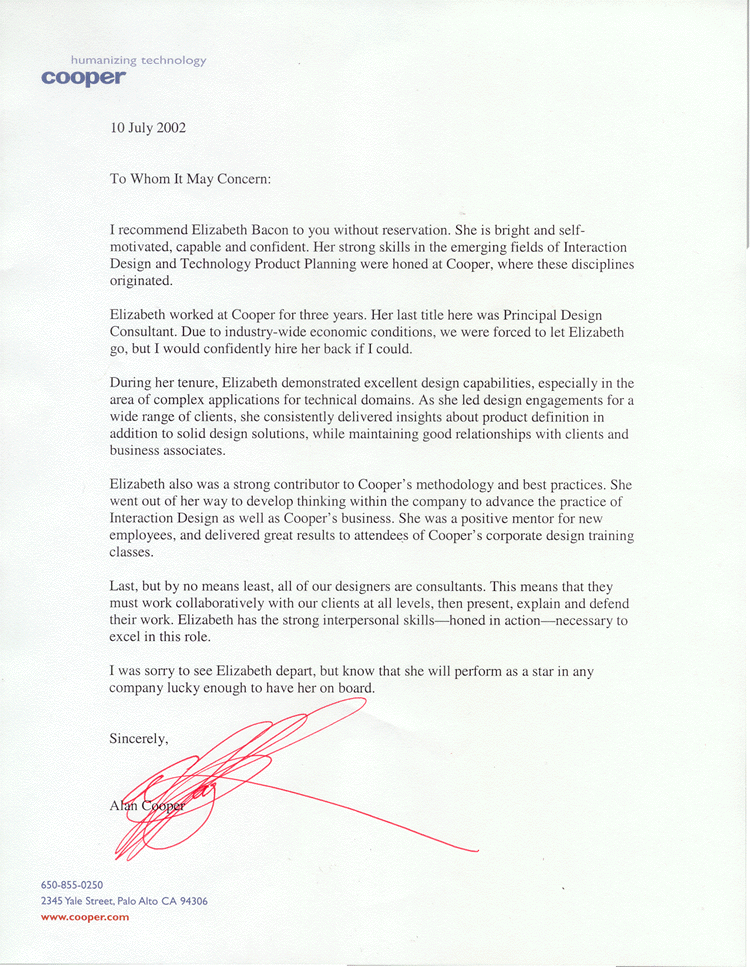 humanizing technology
cooper
10 July 2002
To Whom It May Concern:
I recommend Elizabeth Bacon to you without reservation. She is bright and self-
motivated, capable and confident. Her strong skills in the emerging fields of Interaction
Design and Technology Product Planning were honed at Cooper, where these disciplines
originated.
Elizabeth worked at Cooper for three years. Her last title here was Principal Design
Consultant. Due to industry-wide economic conditions, we were forced to let Elizabeth
go, but I would confidently hire her back if I could.
During her tenure, Elizabeth demonstrated excellent design capabilities, especially in the
area of complex applications for technical domains. As she led design engagements for a
wide range of clients, she consistently delivered insights about product definition in
addition to solid design solutions, while maintaining good relationships with clients and
business associates.
Elizabeth also was a strong contributor to Cooper's methodology and best practices. She
went out of her way to develop thinking within the company to advance the practice of
Interaction Design as well as Cooper's business. She was a positive mentor for new
employees, and delivered great results to attendees of Cooper's corporate design training
classes.
Last, but by no means least, all of our designers are consultants. This means that they
must work collaboratively with our clients at all levels, then present, explain and defend
their work. Elizabeth has the strong interpersonal skills—honed in action—necessary to
excel in this role.
I was sorry to see Elizabeth depart, but know that she will perform as a star in any
company lucky enough to have her on board.
Sincerely,
Alan Cooper
650-855-0250
2345 Yale Street, Palo Alto CA 94306
www.cooper.com